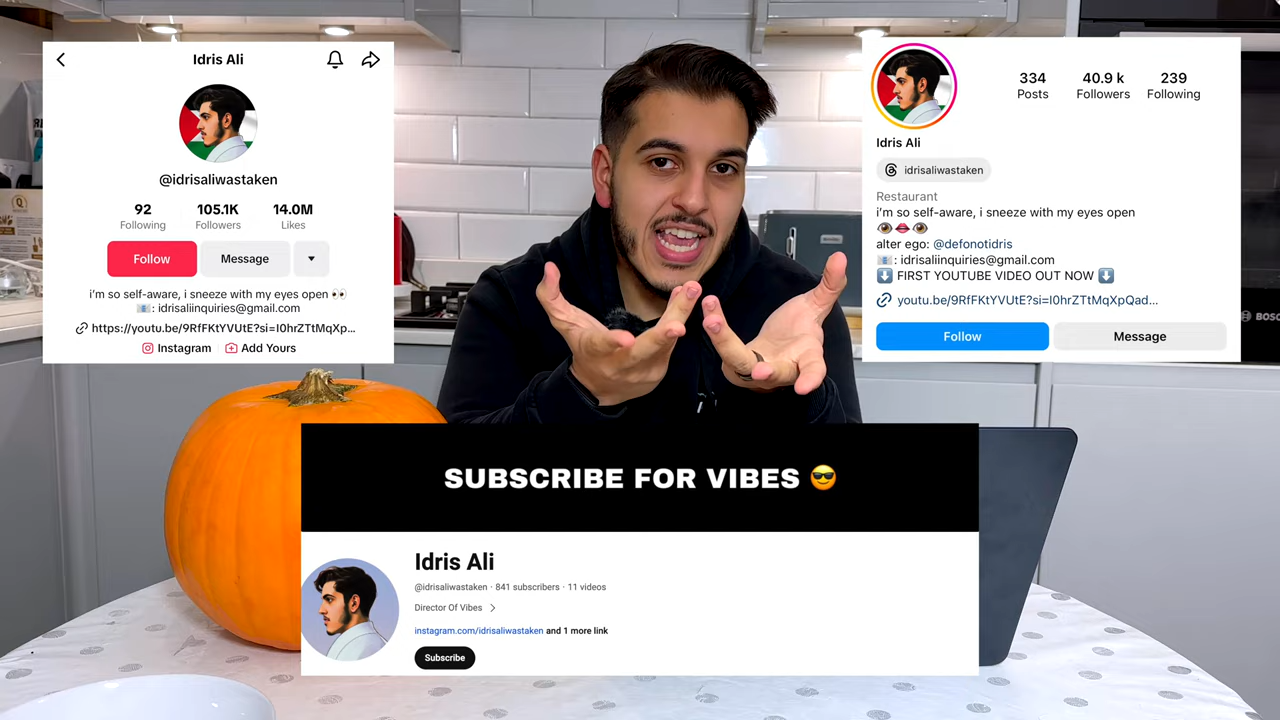 Idris Ali
@idrisaliwastaken
92 105.1K 14.0M
Following Followers Likes
Follow Message
i'm so self-aware, i sneeze with my eyes open 👀
📧: idrisaliinquiries@gmail.com
https://youtu.be/9RfFKtYVUtE?si=I0hrZTtMqXp...
Instagram Add Yours
334 40.9 k 239
Posts Followers Following
Idris Ali
idrisaliwastaken
Restaurant
i'm so self-aware, i sneeze with my eyes open
👁️👄👁️
alter ego: @defonotidris
📧: idrisaliinquiries@gmail.com
⬇️ FIRST YOUTUBE VIDEO OUT NOW ⬇️
youtu.be/9RfFKtYVUtE?si=I0hrZTtMqXpQad...
Follow Message
SUBSCRIBE FOR VIBES 😎
Idris Ali
@idrisaliwastaken · 841 subscribers · 11 videos
Director Of Vibes
instagram.com/idrisaliwastaken and 1 more link
Subscribe